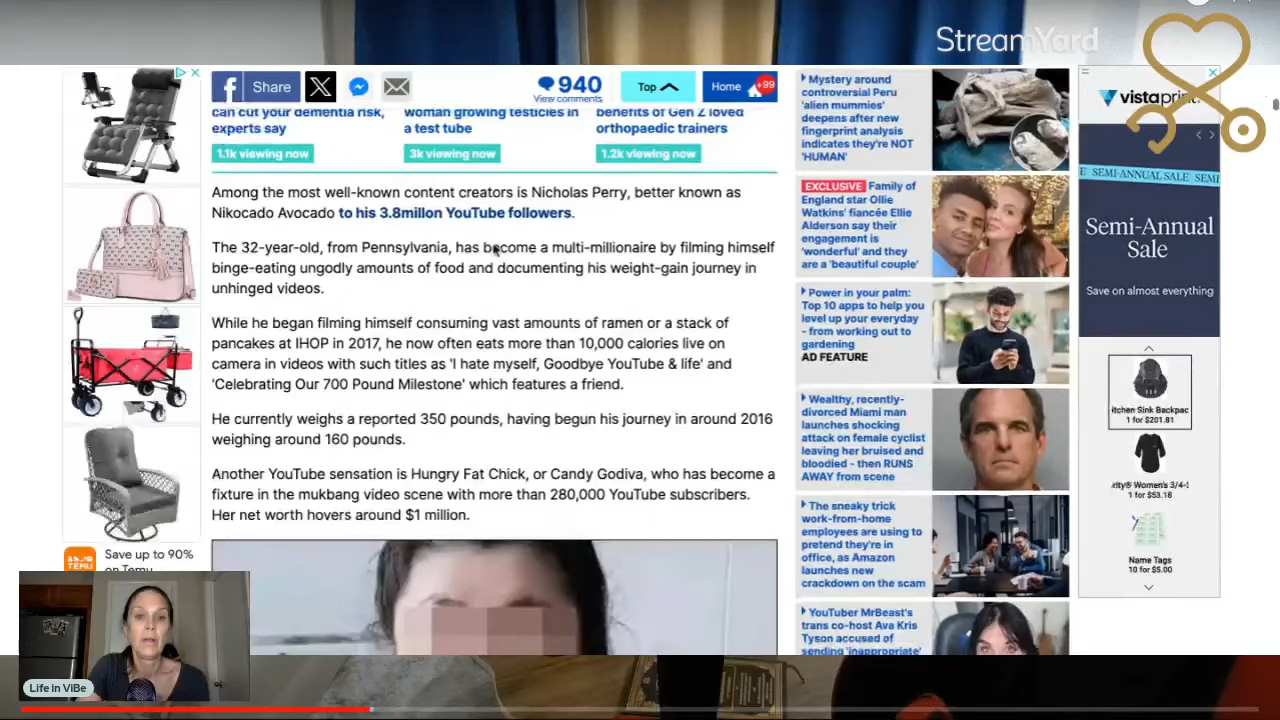 StreamYard
Share
940
View comments
Top
Home
+99
can cut your dementia risk,
experts say
1.1k viewing now
woman growing testicles in
a test tube
3k viewing now
benefits of Gen Z loved
orthopaedic trainers
1.2k viewing now
Among the most well-known content creators is Nicholas Perry, better known as
Nikocado Avocado to his 3.8millon YouTube followers.
The 32-year-old, from Pennsylvania, has become a multi-millionaire by filming himself
binge-eating ungodly amounts of food and documenting his weight-gain journey in
unhinged videos.
While he began filming himself consuming vast amounts of ramen or a stack of
pancakes at IHOP in 2017, he now often eats more than 10,000 calories live on
camera in videos with such titles as 'I hate myself, Goodbye YouTube & life' and
'Celebrating Our 700 Pound Milestone' which features a friend.
He currently weighs a reported 350 pounds, having begun his journey in around 2016
weighing around 160 pounds.
Another YouTube sensation is Hungry Fat Chick, or Candy Godiva, who has become a
fixture in the mukbang video scene with more than 280,000 YouTube subscribers.
Her net worth hovers around $1 million.
Mystery around
controversial Peru
'alien mummies'
deepens after new
fingerprint analysis
indicates they're NOT
'HUMAN'
EXCLUSIVE Family of
England star Ollie
Watkins' fiancée Ellie
Alderson say their
engagement is
'wonderful' and they
are a 'beautiful couple'
Power in your palm:
Top 10 apps to help you
level up your everyday
- from working out to
gardening
AD FEATURE
Wealthy, recently-
divorced Miami man
launches shocking
attack on female cyclist
leaving her bruised and
bloodied - then RUNS
AWAY from scene
The sneaky trick
work-from-home
employees are using to
pretend they're in
office, as Amazon
launches new
crackdown on the scam
YouTuber MrBeast's
trans co-host Ava Kris
Tyson accused of
sending 'inappropriate'
vistaprint.
E SEMI-ANNUAL SALE SEMI
Semi-Annual
Sale
Save on almost everything
itchen Sink Backpac
1 for $201.81
rity® Women's 3/4-S
1 for $53.18
Name Tags
10 for $5.00
Save up to 90%
on Temu
TEMU
Life in ViBe